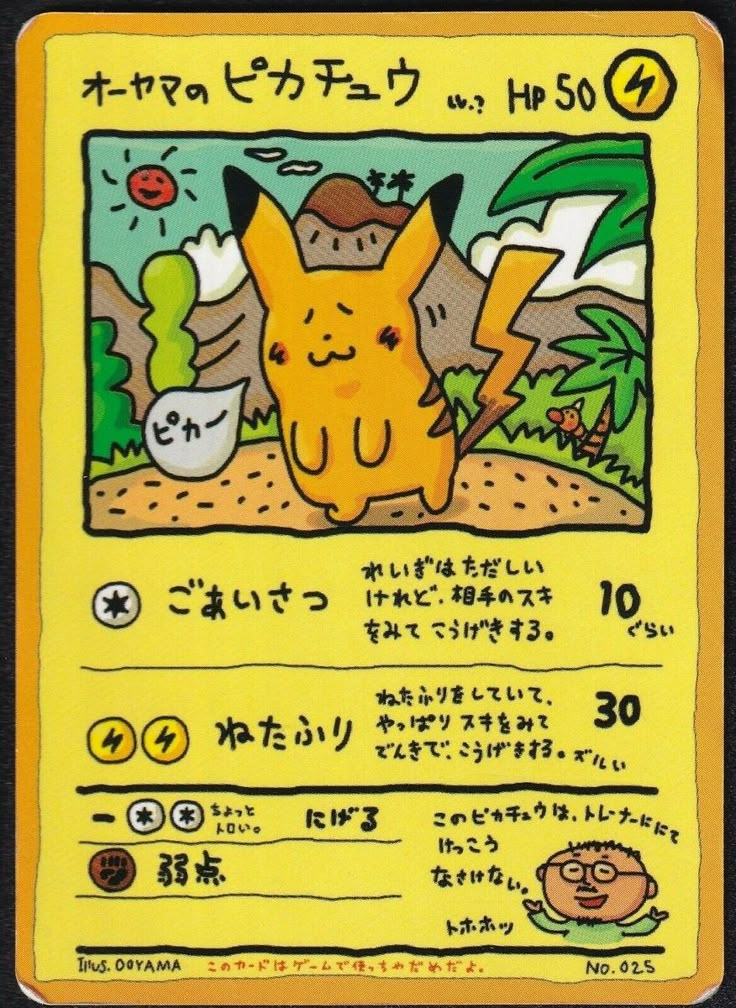 オーヤマのピカチュウ Lv.? HP 50
ピカー
ごあいさつ
れいぎはただしい
けれど、相手のスキ
をみてこうげきする。
10
ぐらい
ねたふり
ねたふりをしていて、
やっぱりスキをみて
でんきで、こうげきする。ズルい
30
ー ちょっと
トロい。
にげる
弱点
このピカチュウは、トレーナーににて
けっこう
なさけない。
トホホホッ
Illus. OOYAMA このカードはゲームで使っちゃだめだよ。 NO.025